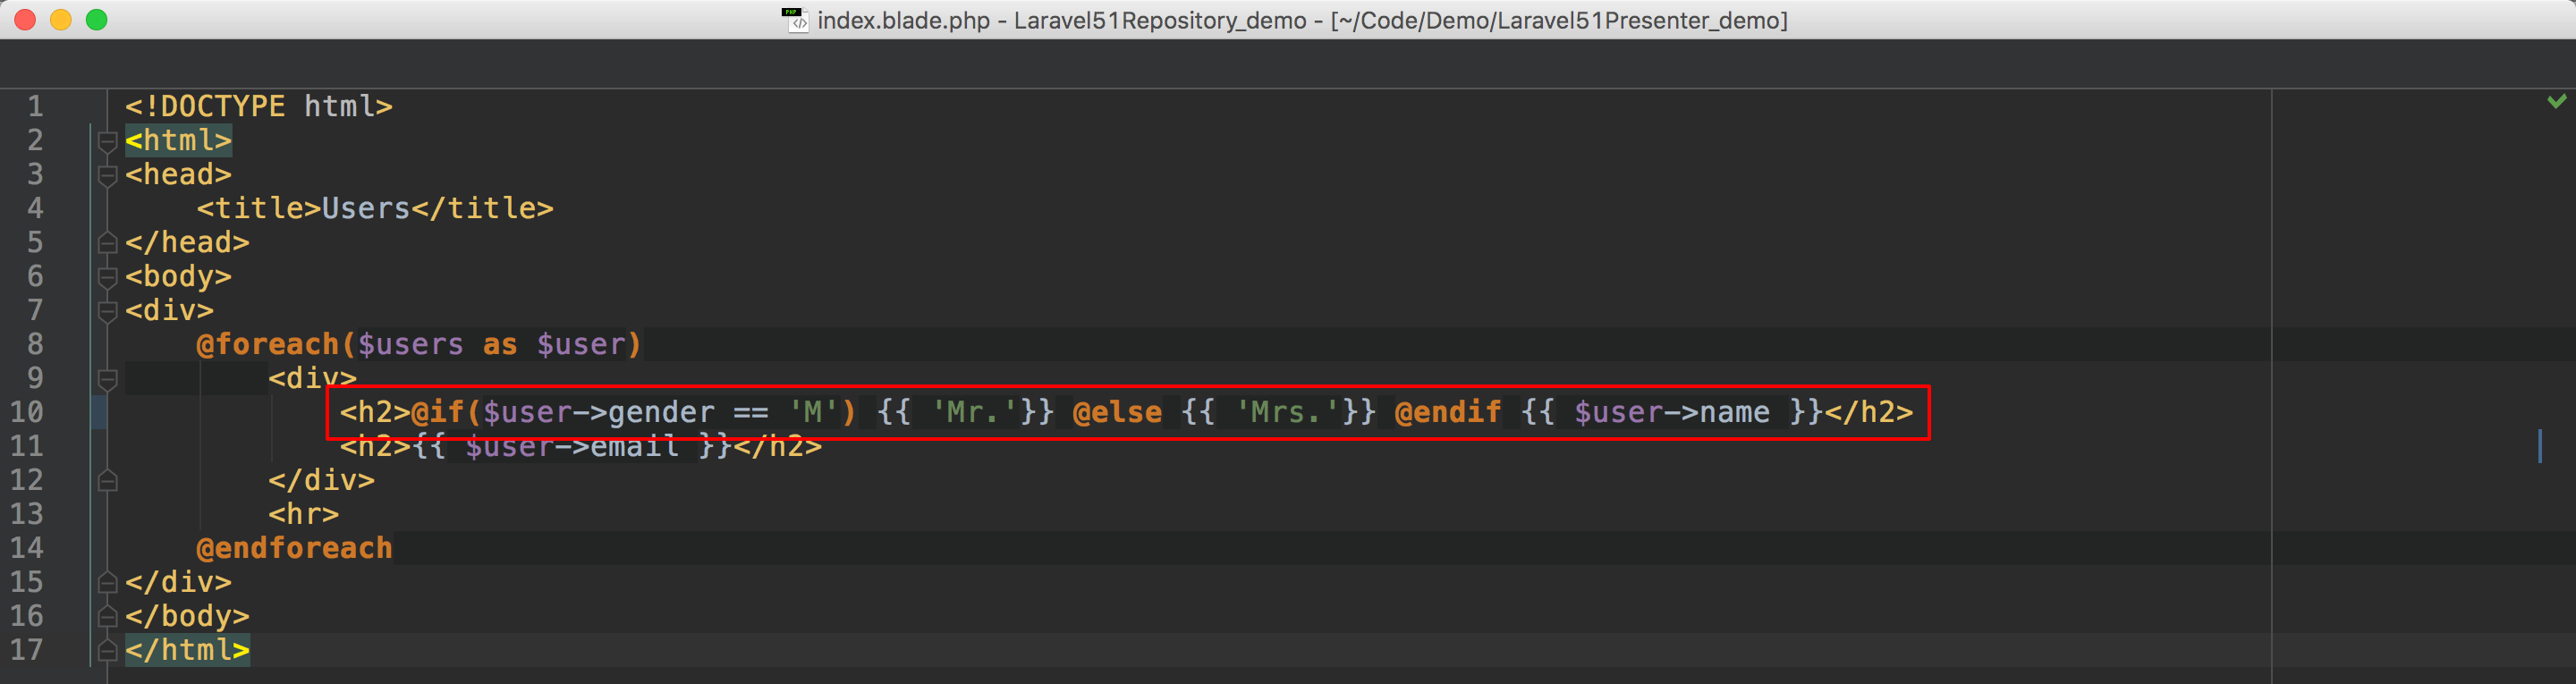 index.blade.php - Laravel51Repository_demo - [~/Code/Demo/Laravel51Presenter_demo]
1 <!DOCTYPE html>
2 <html>
3 <head>
4     <title>Users</title>
5 </head>
6 <body>
7 <div>
8     @foreach($users as $user)
9         <div>
10             <h2>@if($user->gender == 'M') {{ 'Mr.'}} @else {{ 'Mrs.'}} @endif {{ $user->name }}</h2>
11             <h2>{{ $user->email }}</h2>
12         </div>
13         <hr>
14     @endforeach
15 </div>
16 </body>
17 </html>